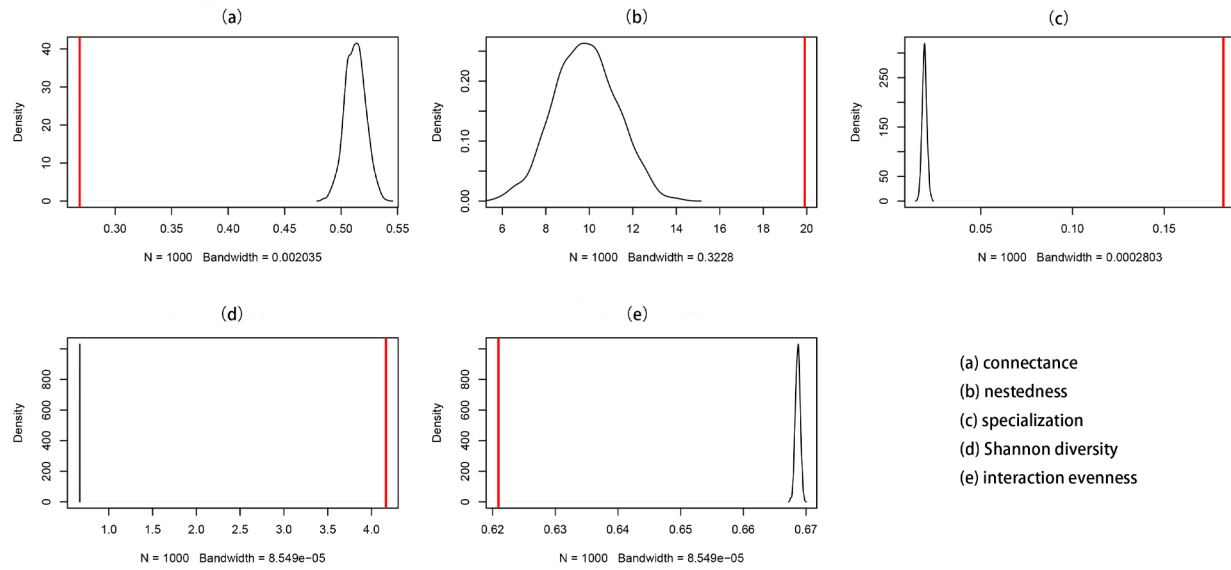 (a)
Density
0 10 20 30 40
0.30 0.35 0.40 0.45 0.50 0.55
N = 1000 Bandwidth = 0.002035
(b)
Density
0.00 0.10 0.20
6 8 10 12 14 16 18 20
N = 1000 Bandwidth = 0.3228
(c)
Density
0 50 150 250
0.05 0.10 0.15
N = 1000 Bandwidth = 0.0002803
(d)
Density
0 200 400 600 800
1.0 1.5 2.0 2.5 3.0 3.5 4.0
N = 1000 Bandwidth = 8.549e−05
(e)
Density
0 200 400 600 800
0.62 0.63 0.64 0.65 0.66 0.67
N = 1000 Bandwidth = 8.549e−05
(a) connectance
(b) nestedness
(c) specialization
(d) Shannon diversity
(e) interaction evenness